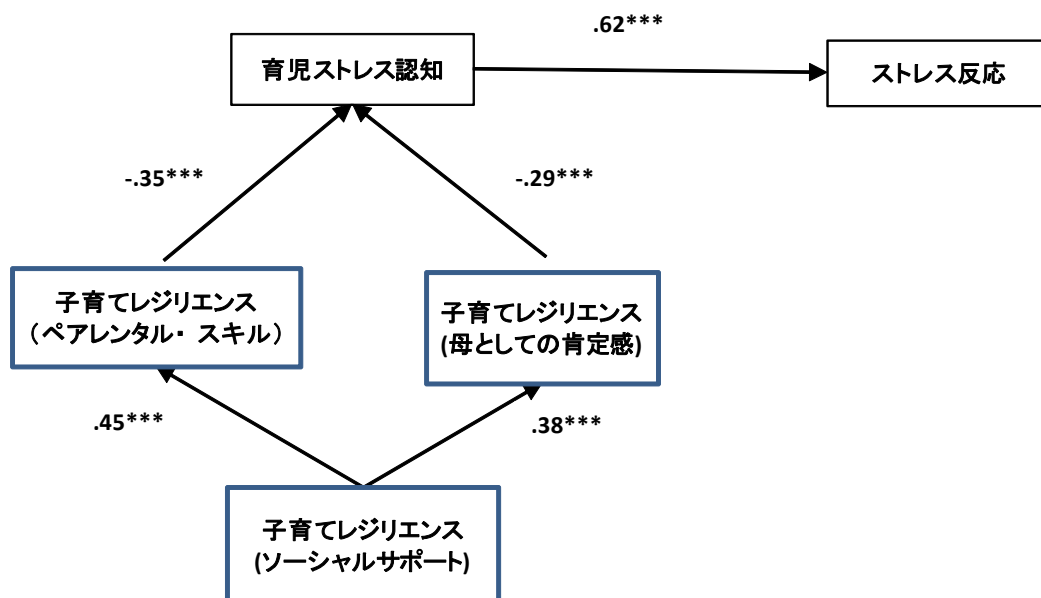 .62***
育児ストレス認知
ストレス反応
-.35***
-.29***
子育てレジリエンス
（ペアレンタル・ スキル）
子育てレジリエンス
(母としての肯定感)
.45***
.38***
子育てレジリエンス
(ソーシャルサポート)